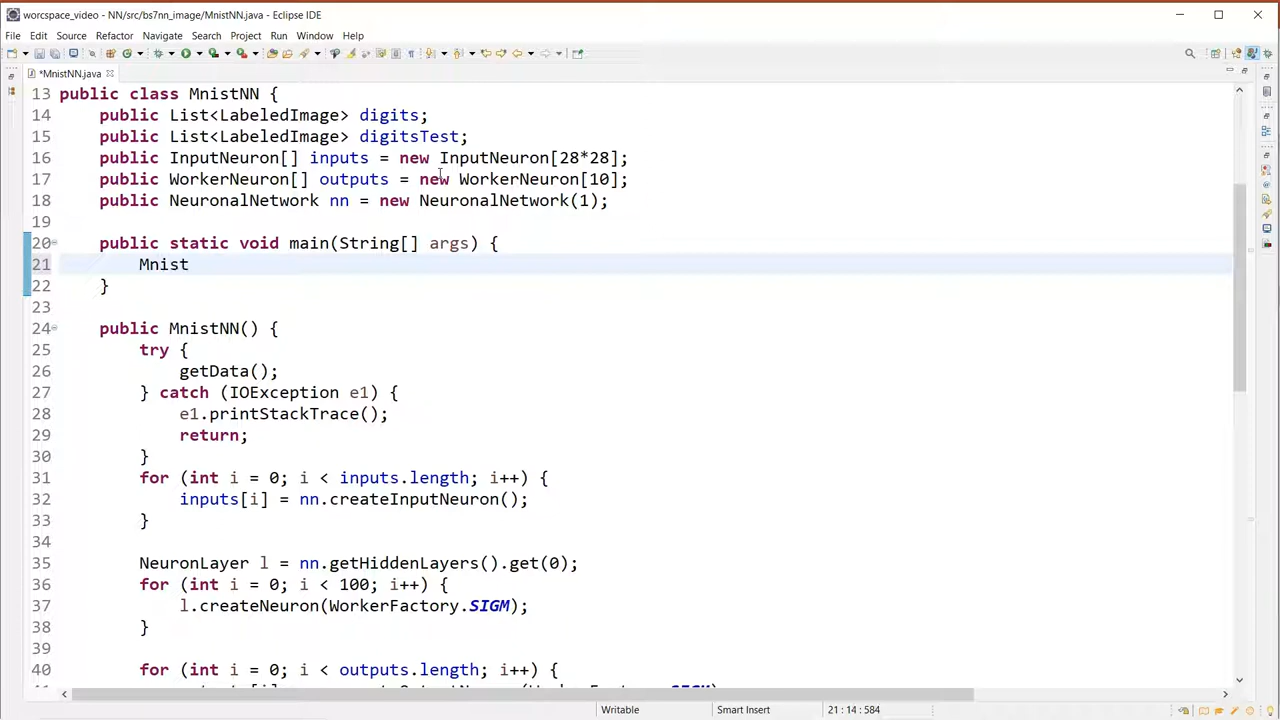 worcspace_video - NN/src/bs7nn_image/MnistNN.java - Eclipse IDE
File Edit Source Refactor Navigate Search Project Run Window Help
*MnistNN.java
13 public class MnistNN {
14 public List<LabeledImage> digits;
15 public List<LabeledImage> digitsTest;
16 public InputNeuron[] inputs = new InputNeuron[28*28];
17 public WorkerNeuron[] outputs = new WorkerNeuron[10];
18 public NeuronalNetwork nn = new NeuronalNetwork(1);
19
20 public static void main(String[] args) {
21 Mnist
22 }
23
24 public MnistNN() {
25 try {
26 getData();
27 } catch (IOException e1) {
28 e1.printStackTrace();
29 return;
30 }
31 for (int i = 0; i < inputs.length; i++) {
32 inputs[i] = nn.createInputNeuron();
33 }
34
35 NeuronLayer l = nn.getHiddenLayers().get(0);
36 for (int i = 0; i < 100; i++) {
37 l.createNeuron(WorkerFactory.SIGM);
38 }
39
40 for (int i = 0; i < outputs.length; i++) {
Writable Smart Insert 21 : 14 : 584